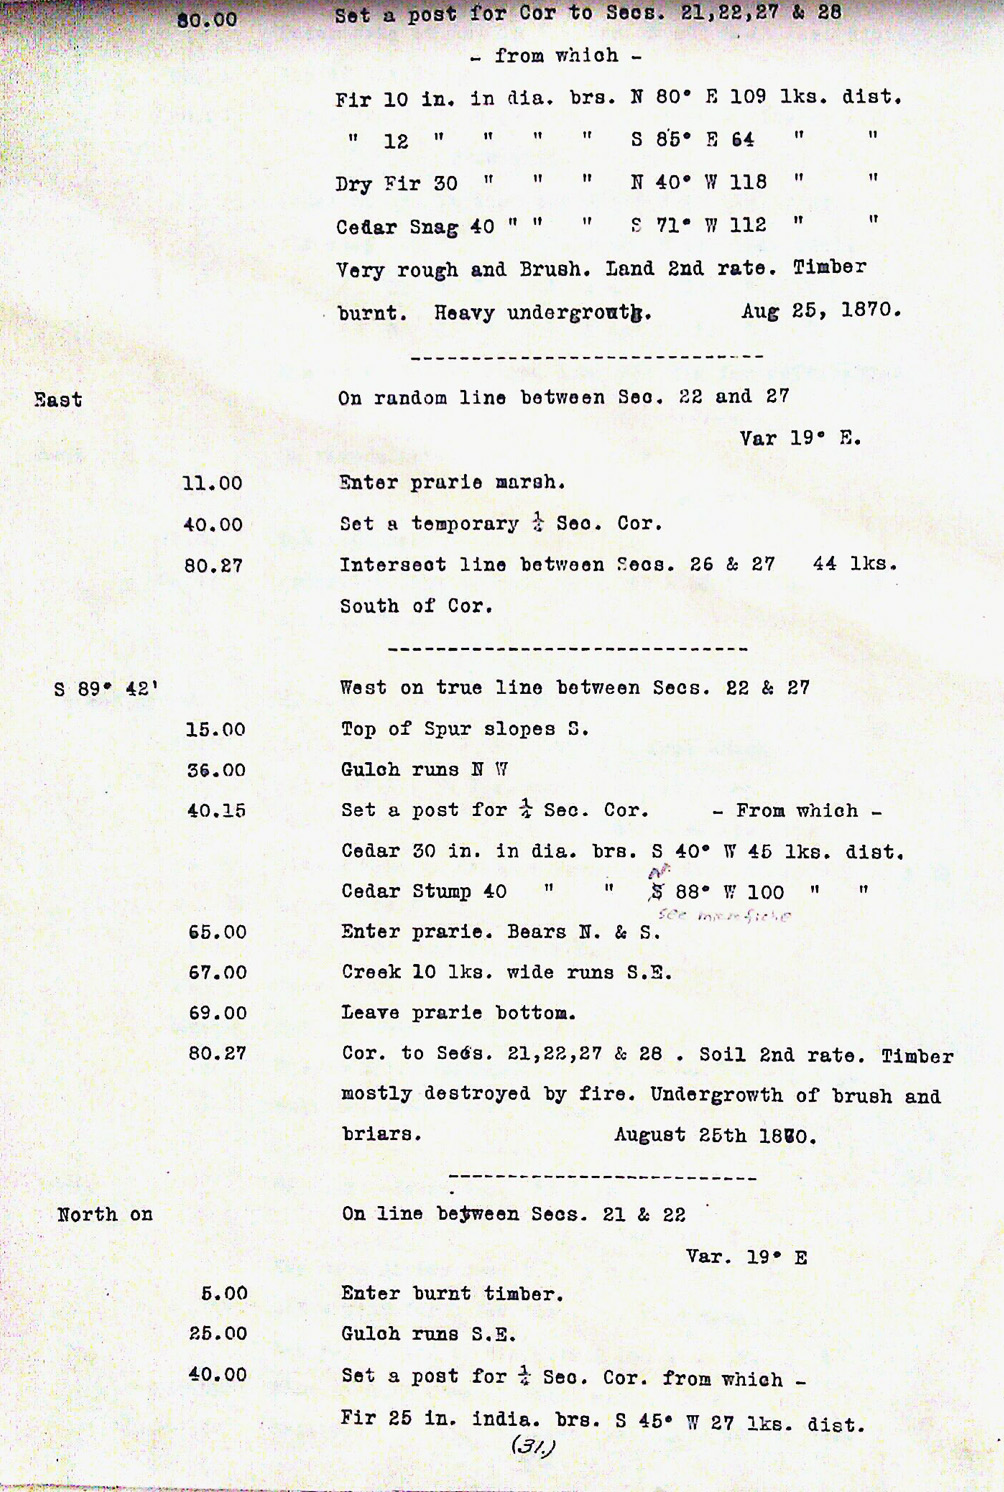 80.00 Set a post for Cor to Secs. 21,22,27 & 28
- from which -
Fir 10 in. in dia. brs. N 80° E 109 lks. dist.
" 12 " " " " S 85° E 64 " "
Dry Fir 30 " " " N 40° W 118 " "
Cedar Snag 40 " " " S 71° W 112 " "
Very rough and Brush. Land 2nd rate. Timber
burnt. Heavy undergrowth. Aug 25, 1870.
----------------------------
East On random line between Sec. 22 and 27
Var 19° E.
11.00 Enter prarie marsh.
40.00 Set a temporary ¼ Sec. Cor.
80.27 Intersect line between Secs. 26 & 27 44 lks.
South of Cor.
-----------------------------
S 89° 42' West on true line between Secs. 22 & 27
15.00 Top of Spur slopes S.
36.00 Gulch runs N W
40.15 Set a post for ¼ Sec. Cor. - From which -
Cedar 30 in. in dia. brs. S 40° W 45 lks. dist.
N
Cedar Stump 40 " " S 88° W 100 " "
see microfiche
65.00 Enter prarie. Bears N. & S.
67.00 Creek 10 lks. wide runs S.E.
69.00 Leave prarie bottom.
80.27 Cor. to Secs. 21,22,27 & 28 . Soil 2nd rate. Timber
mostly destroyed by fire. Undergrowth of brush and
briars. August 25th 1870.
-------------------------
North on On line between Secs. 21 & 22
Var. 19° E
5.00 Enter burnt timber.
25.00 Gulch runs S.E.
40.00 Set a post for ¼ Sec. Cor. from which -
Fir 25 in. india. brs. S 45° W 27 lks. dist.
(31.)